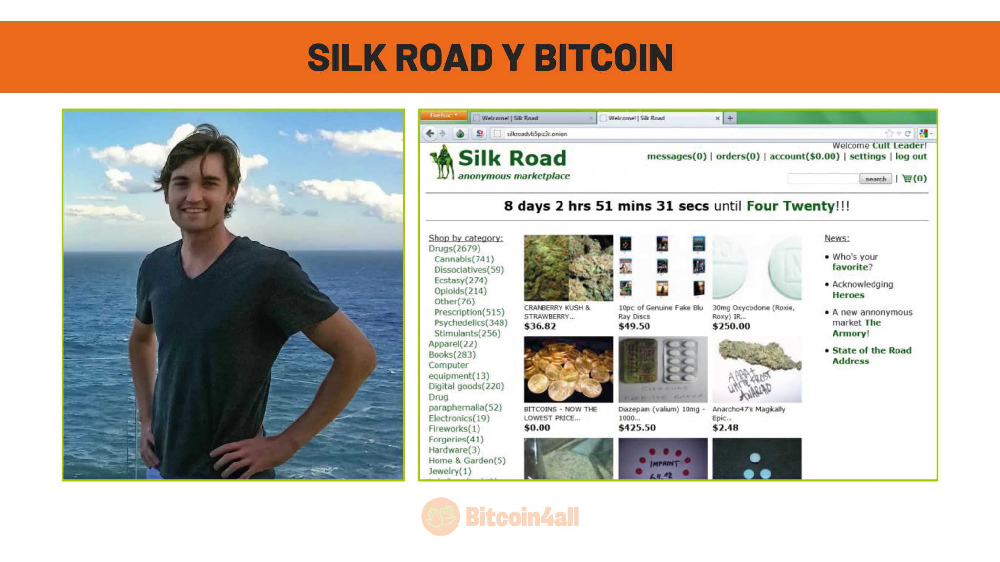 SILK ROAD Y BITCOIN
Firefox
Welcome! | Silk Road
Welcome! | Silk Road
silkroadvb5piz3r.onion
Silk Road
anonymous marketplace
Welcome Cult Leader!
messages(0) | orders(0) | account($0.00) | settings | log out
search | (0)
8 days 2 hrs 51 mins 31 secs until Four Twenty!!!
Shop by category:
Drugs(2679)
Cannabis(741)
Dissociatives(59)
Ecstasy(274)
Opioids(214)
Other(76)
Prescription(515)
Psychedelics(348)
Stimulants(256)
Apparel(22)
Books(283)
Computer
equipment(13)
Digital goods(220)
Drug
paraphernalia(52)
Electronics(19)
Fireworks(1)
Forgeries(41)
Hardware(3)
Home & Garden(5)
Jewelry(1)
CRANBERRY KUSH &
STRAWBERRY...
$36.82
10pc of Genuine Fake Blu
Ray Discs
$49.50
30mg Oxycodone (Roxie,
Roxy) IR...
$250.00
BITCOINS - NOW THE
LOWEST PRICE...
$0.00
SILKROAD
Diazepam (valium) 10mg -
1000...
$425.50
AAAA+
WHITE FROST
ANARCHO
Anarcho47's Magikally
Epic...
$2.48
IMPRINT
6.4.12
News:
Who's your
favorite?
Acknowledging
Heroes
A new annonymous
market The
Armory!
State of the Road
Address
Bitcoin4all